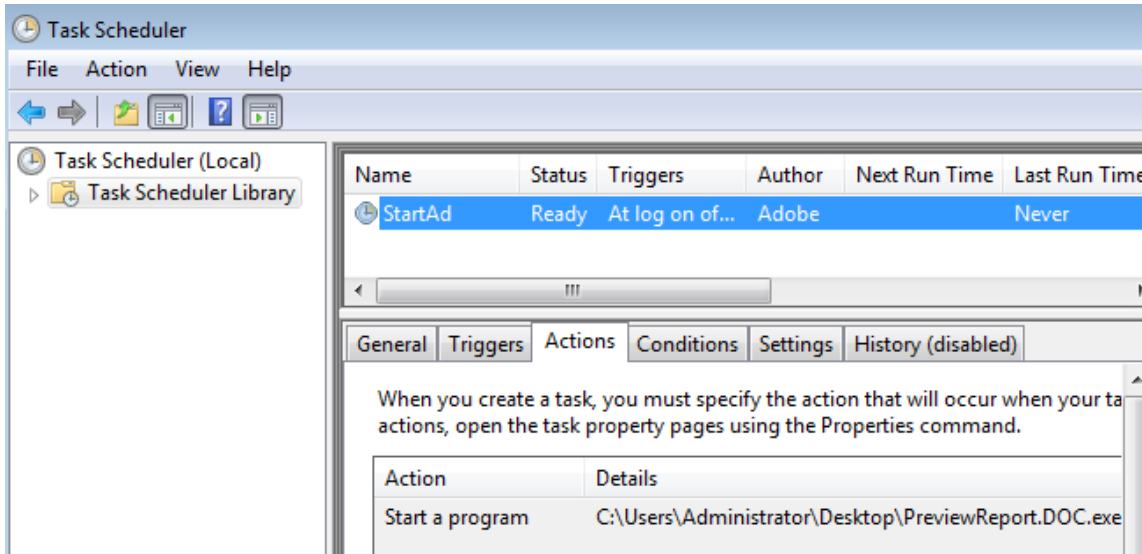 Task Scheduler
File Action View Help
Task Scheduler (Local)
Task Scheduler Library
Name Status Triggers Author Next Run Time Last Run Time
StartAd Ready At log on of... Adobe Never
General Triggers Actions Conditions Settings History (disabled)
When you create a task, you must specify the action that will occur when your ta
actions, open the task property pages using the Properties command.
Action Details
Start a program C:\Users\Administrator\Desktop\PreviewReport.DOC.exe